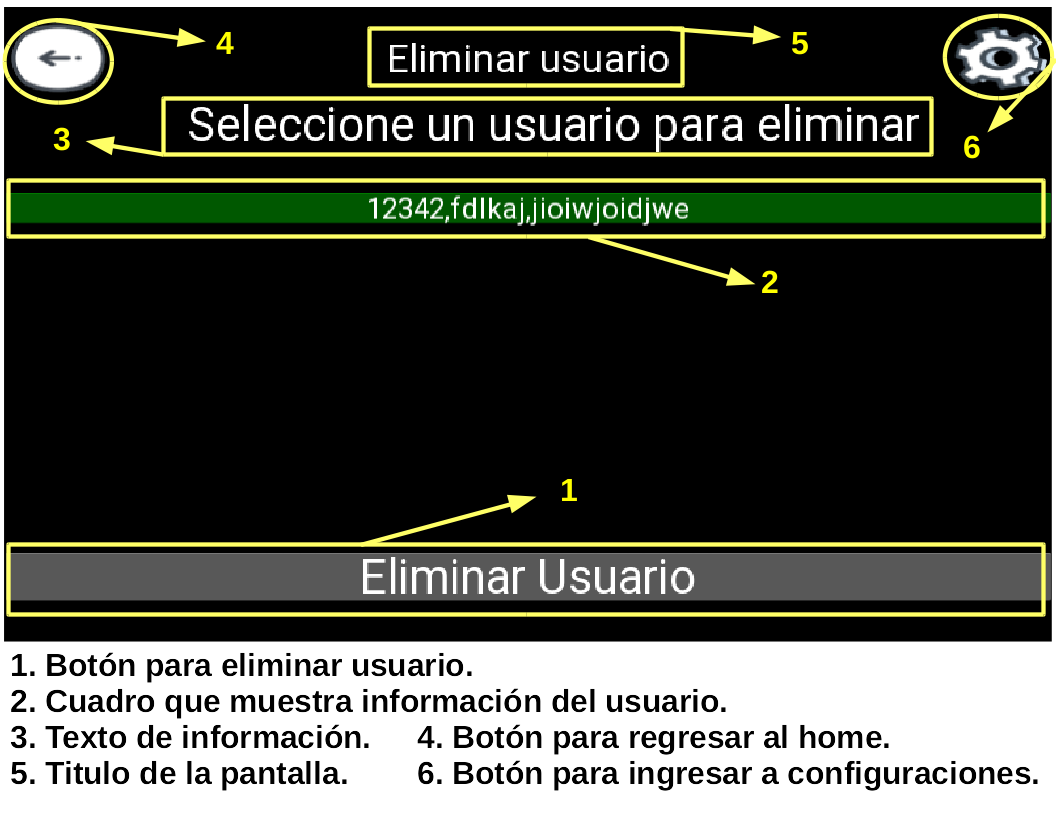 4
Eliminar usuario
5
Seleccione un usuario para eliminar
3
6
12342,fdlkaj,jioiwjoidjwe
2
1
Eliminar Usuario
1. Botón para eliminar usuario.
2. Cuadro que muestra información del usuario.
3. Texto de información. 4. Botón para regresar al home.
5. Titulo de la pantalla. 6. Botón para ingresar a configuraciones.